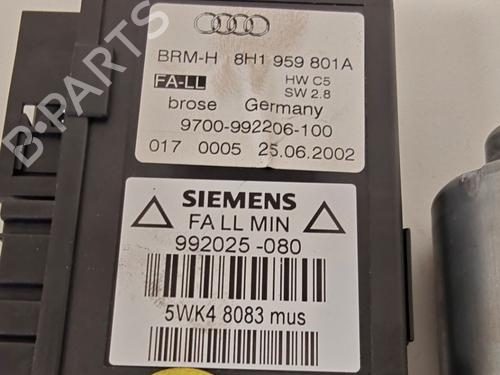 B-PARTS
BRM-H 8H1 959 801A
FA-LL HW C5
SW 2.8
brose Germany
9700-992206-100
017 0005 25.06.2002
SIEMENS
FA LL MIN
992025-080
5WK4 8083 mus